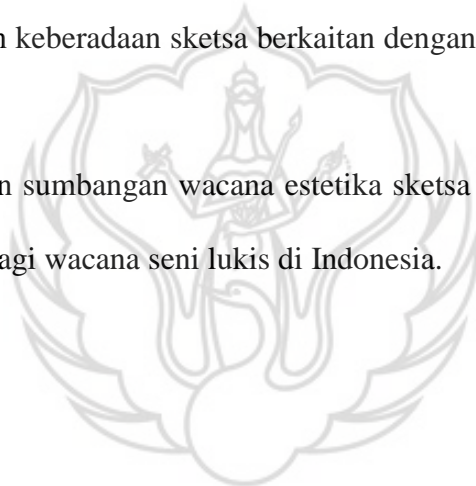 keberadaan sketsa berkaitan dengan
n sumbangan wacana estetika sketsa
agi wacana seni lukis di Indonesia.